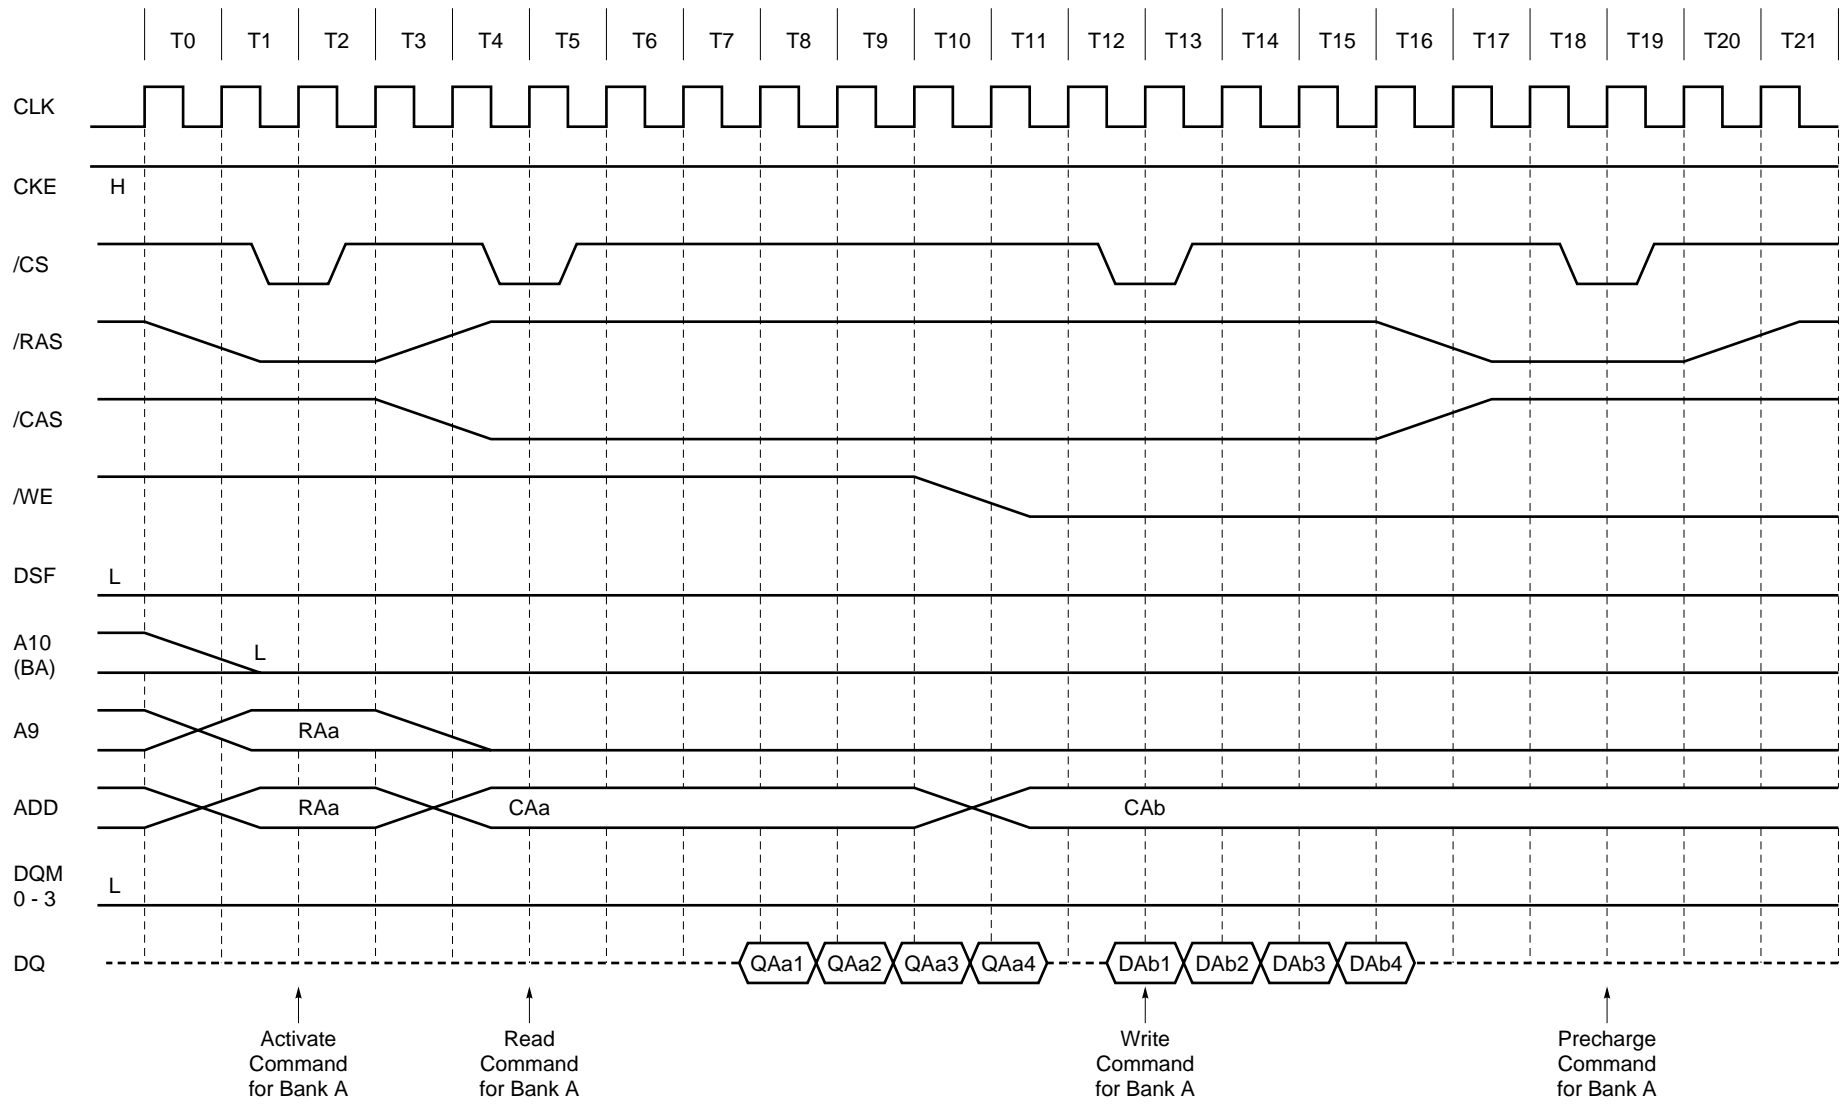 T0 T1 T2 T3 T4 T5 T6 T7 T8 T9 T10 T11 T12 T13 T14 T15 T16 T17 T18 T19 T20 T21
CLK
CKE H
/CS
/RAS
/CAS
/WE
DSF L
A10
(BA)
L
A9 RAa
ADD RAa CAa CAb
DQM
0 - 3
L
DQ QAa1 QAa2 QAa3 QAa4 DAb1 DAb2 DAb3 DAb4
Activate
Command
for Bank A
Read
Command
for Bank A
Write
Command
for Bank A
Precharge
Command
for Bank A